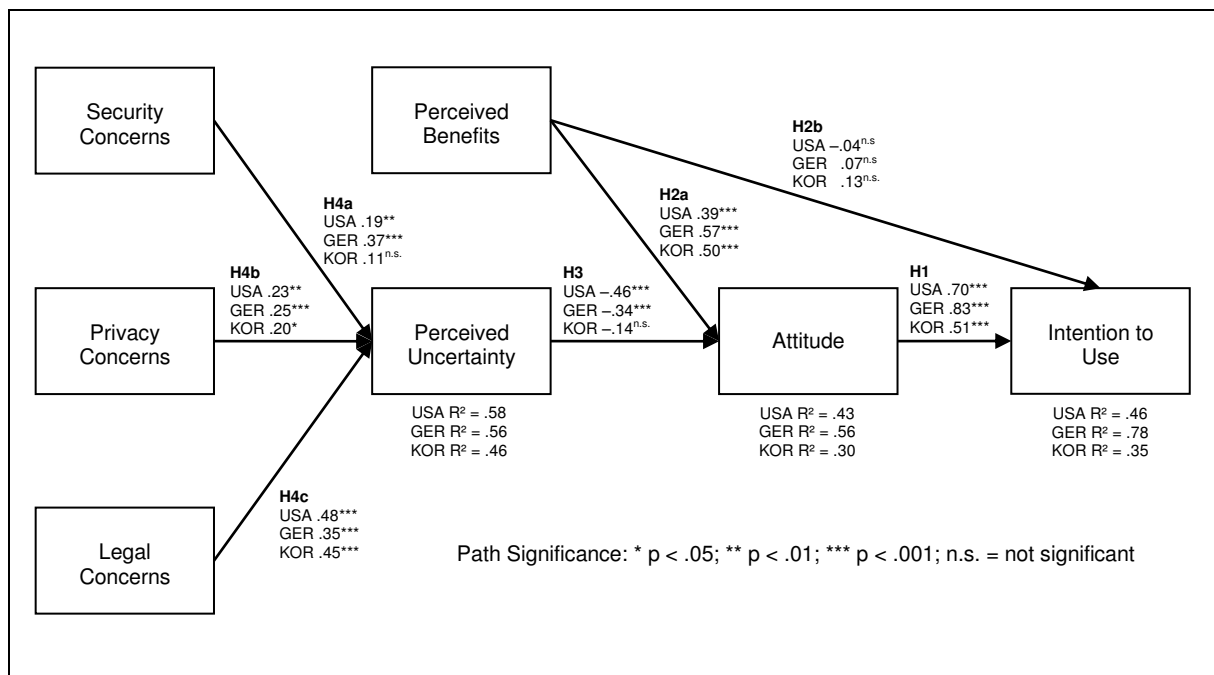 Security
Concerns
Perceived
Benefits
H2b
USA –.04n.s
GER .07n.s
KOR .13n.s.
H4a
USA .19**
GER .37***
KOR .11n.s.
H2a
USA .39***
GER .57***
KOR .50***
H4b
USA .23**
GER .25***
KOR .20*
H3
USA –.46***
GER –.34***
KOR –.14n.s.
H1
USA .70***
GER .83***
KOR .51***
Privacy
Concerns
Perceived
Uncertainty
Attitude
Intention to
Use
USA R² = .58
GER R² = .56
KOR R² = .46
USA R² = .43
GER R² = .56
KOR R² = .30
USA R² = .46
GER R² = .78
KOR R² = .35
H4c
USA .48***
GER .35***
KOR .45***
Legal
Concerns
Path Significance: * p < .05; ** p < .01; *** p < .001; n.s. = not significant